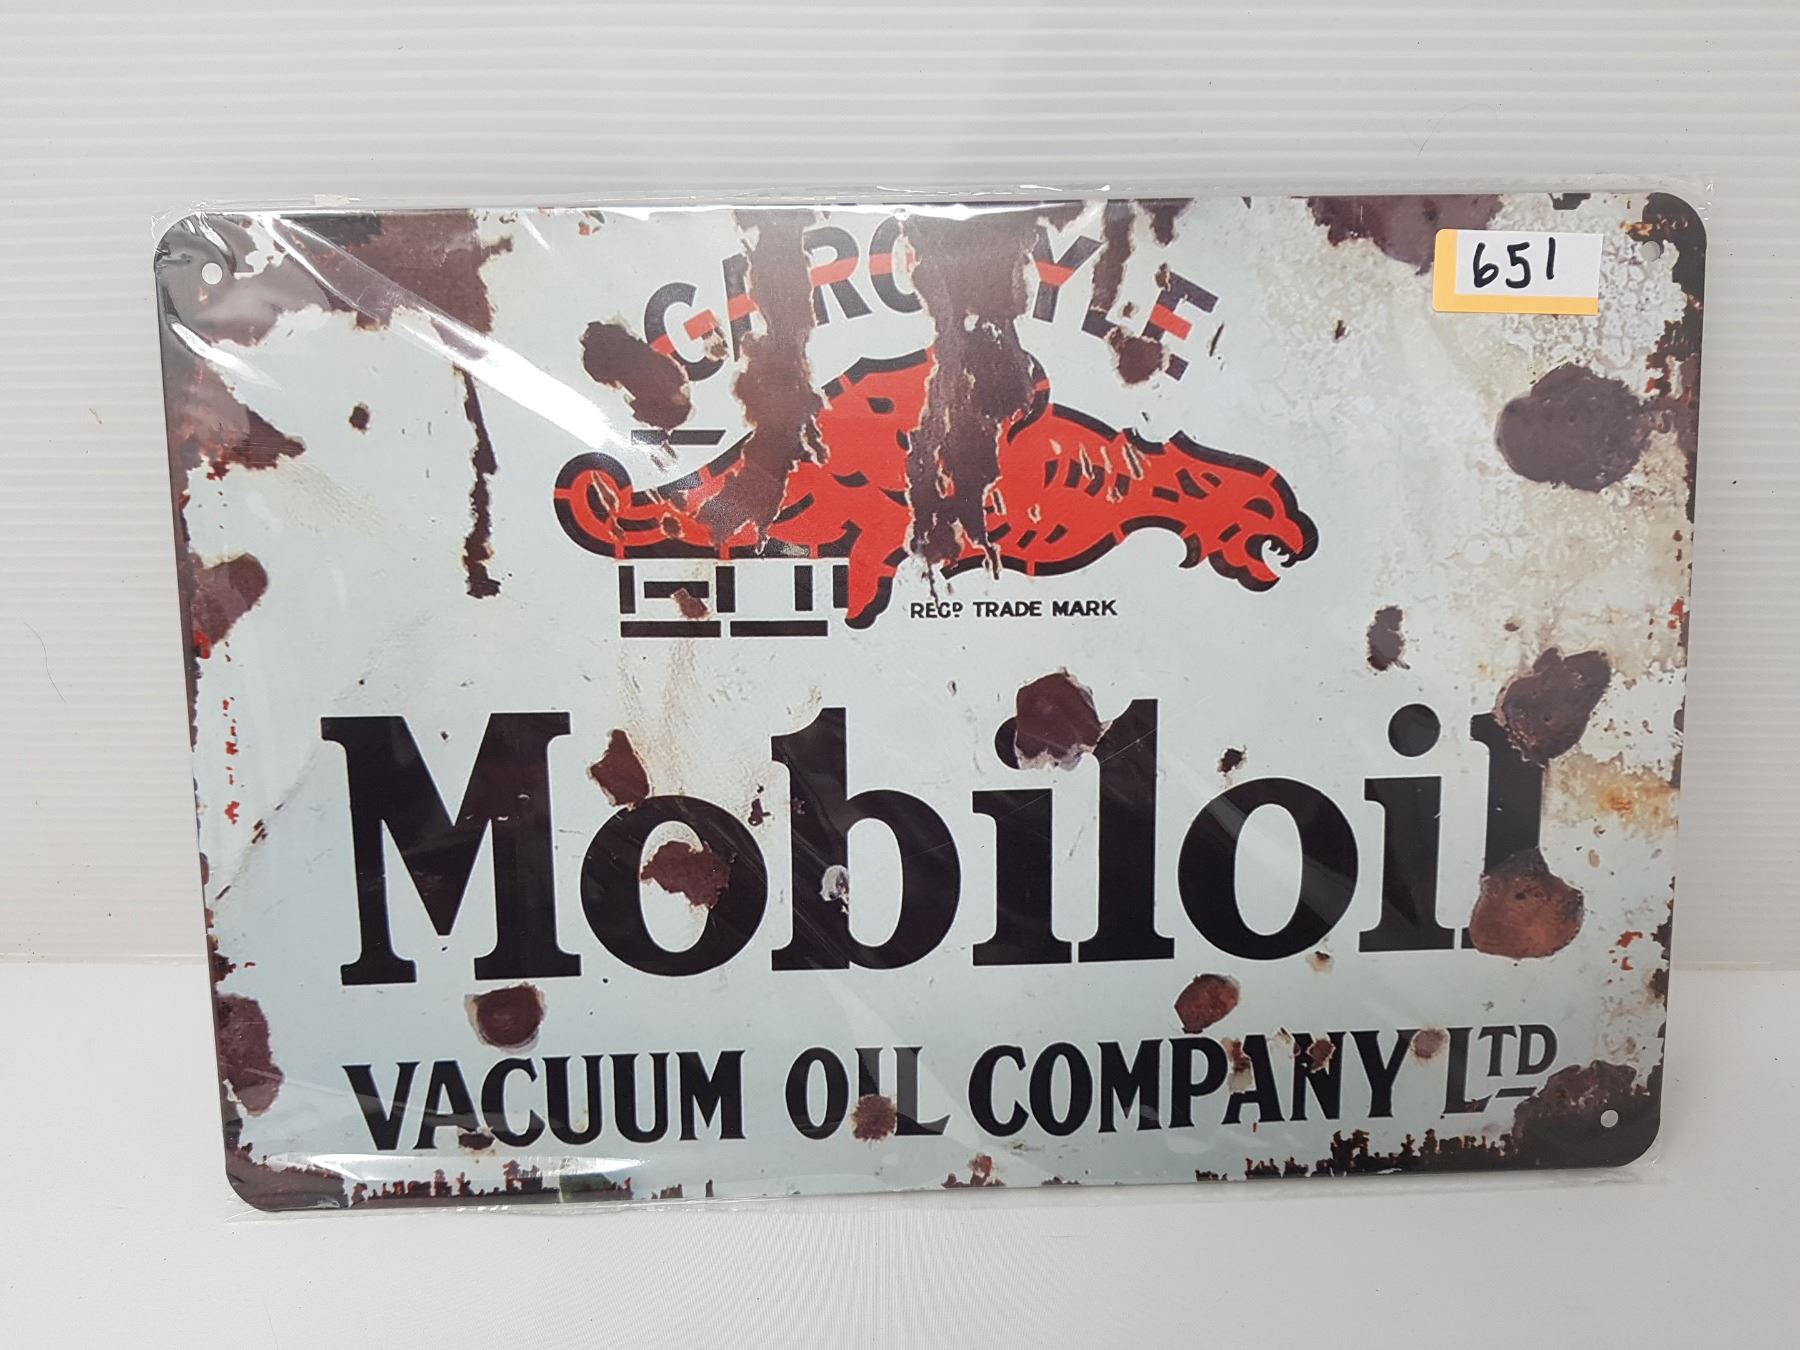 651
GARGOYLE
REGD TRADE MARK
Mobiloil
VACUUM OIL COMPANY LTD